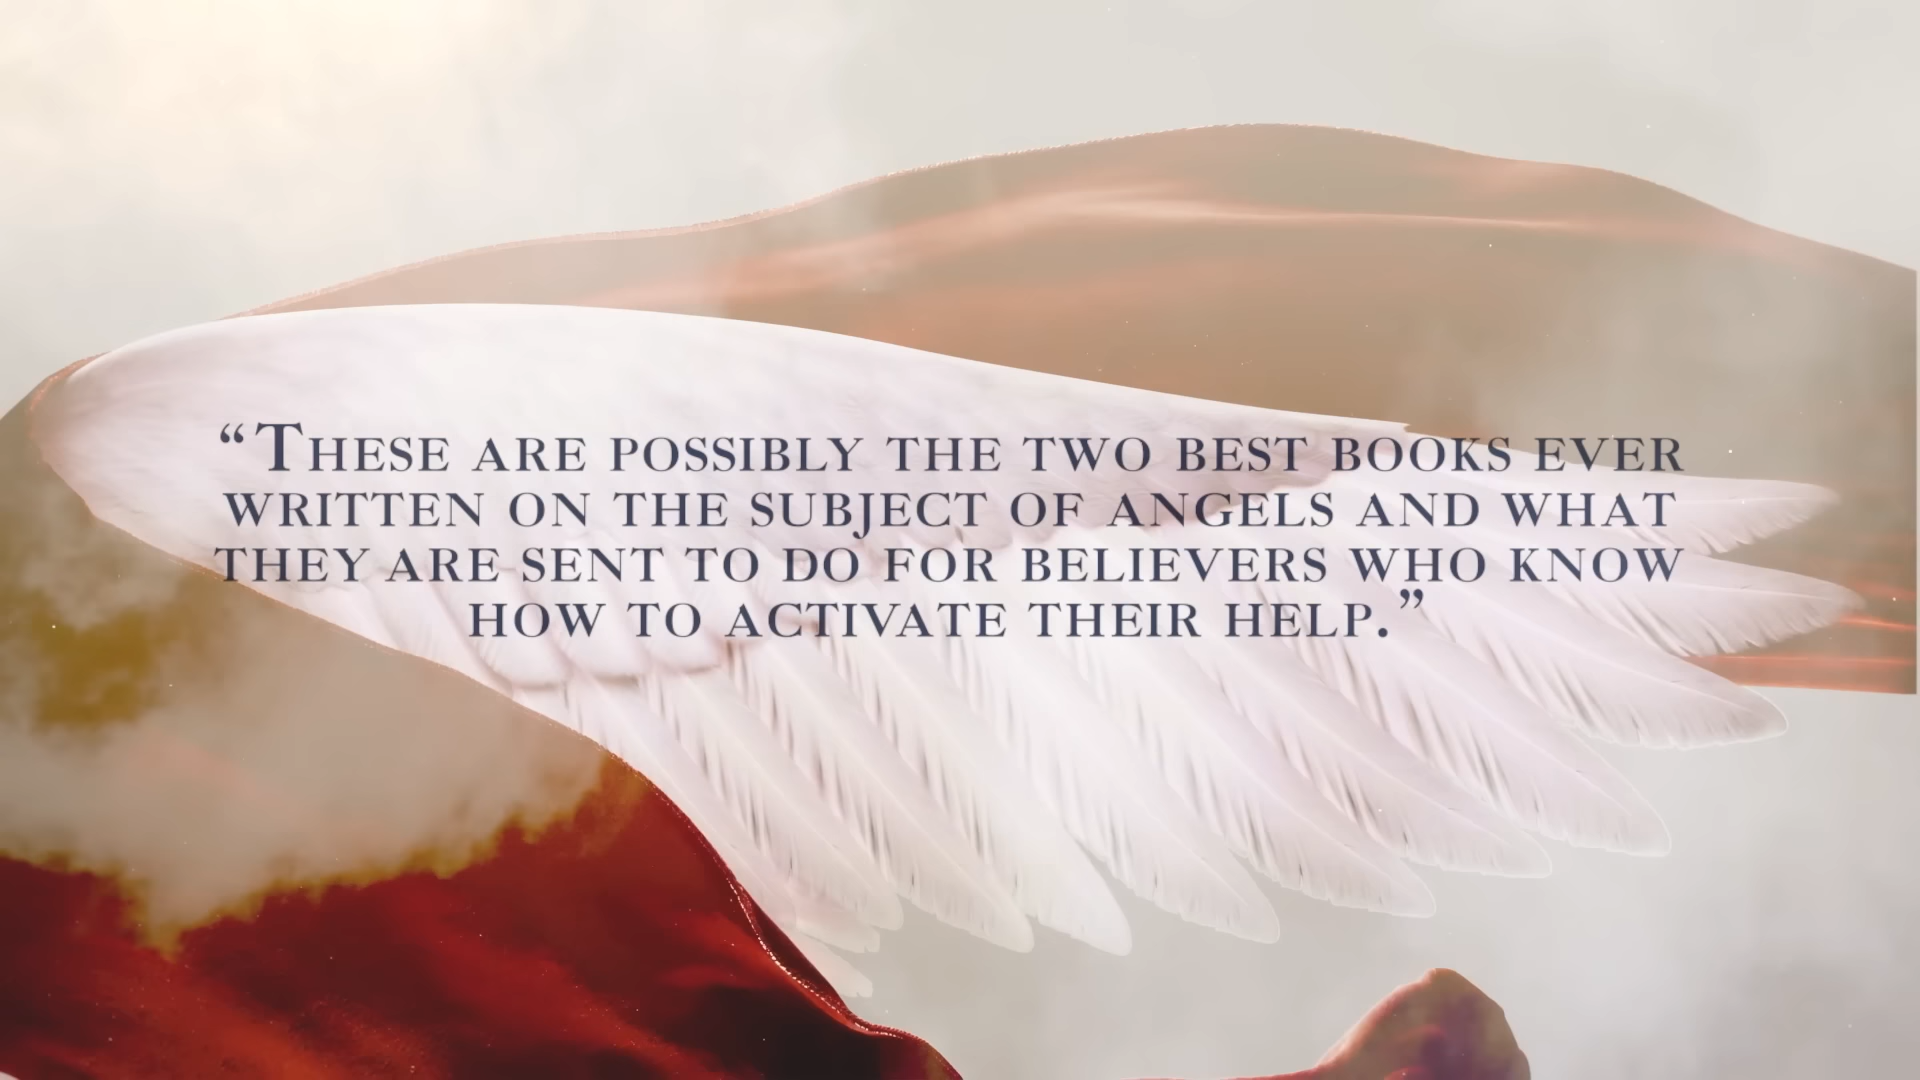 “These are possibly the two best books ever
written on the subject of angels and what
they are sent to do for believers who know
how to activate their help.”